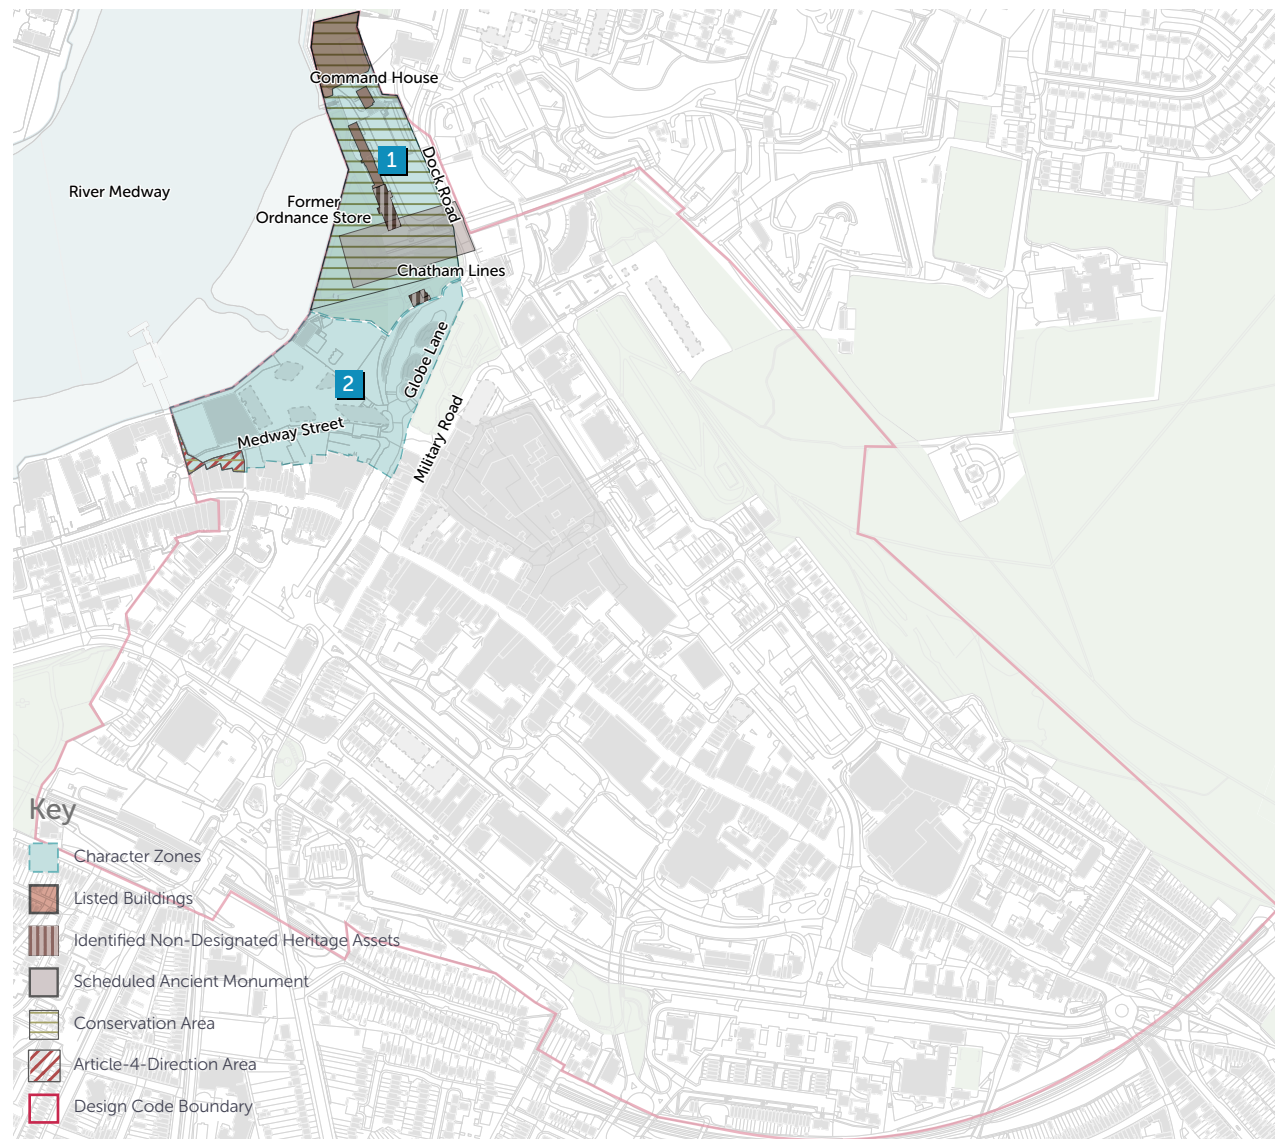 Command House
1
Dock Road
River Medway
Former
Ordnance Store
Chatham Lines
Globe Lane
2
Medway Street
Military Road
Key
Character Zones
Listed Buildings
Identified Non-Designated Heritage Assets
Scheduled Ancient Monument
Conservation Area
Article-4-Direction Area
Design Code Boundary